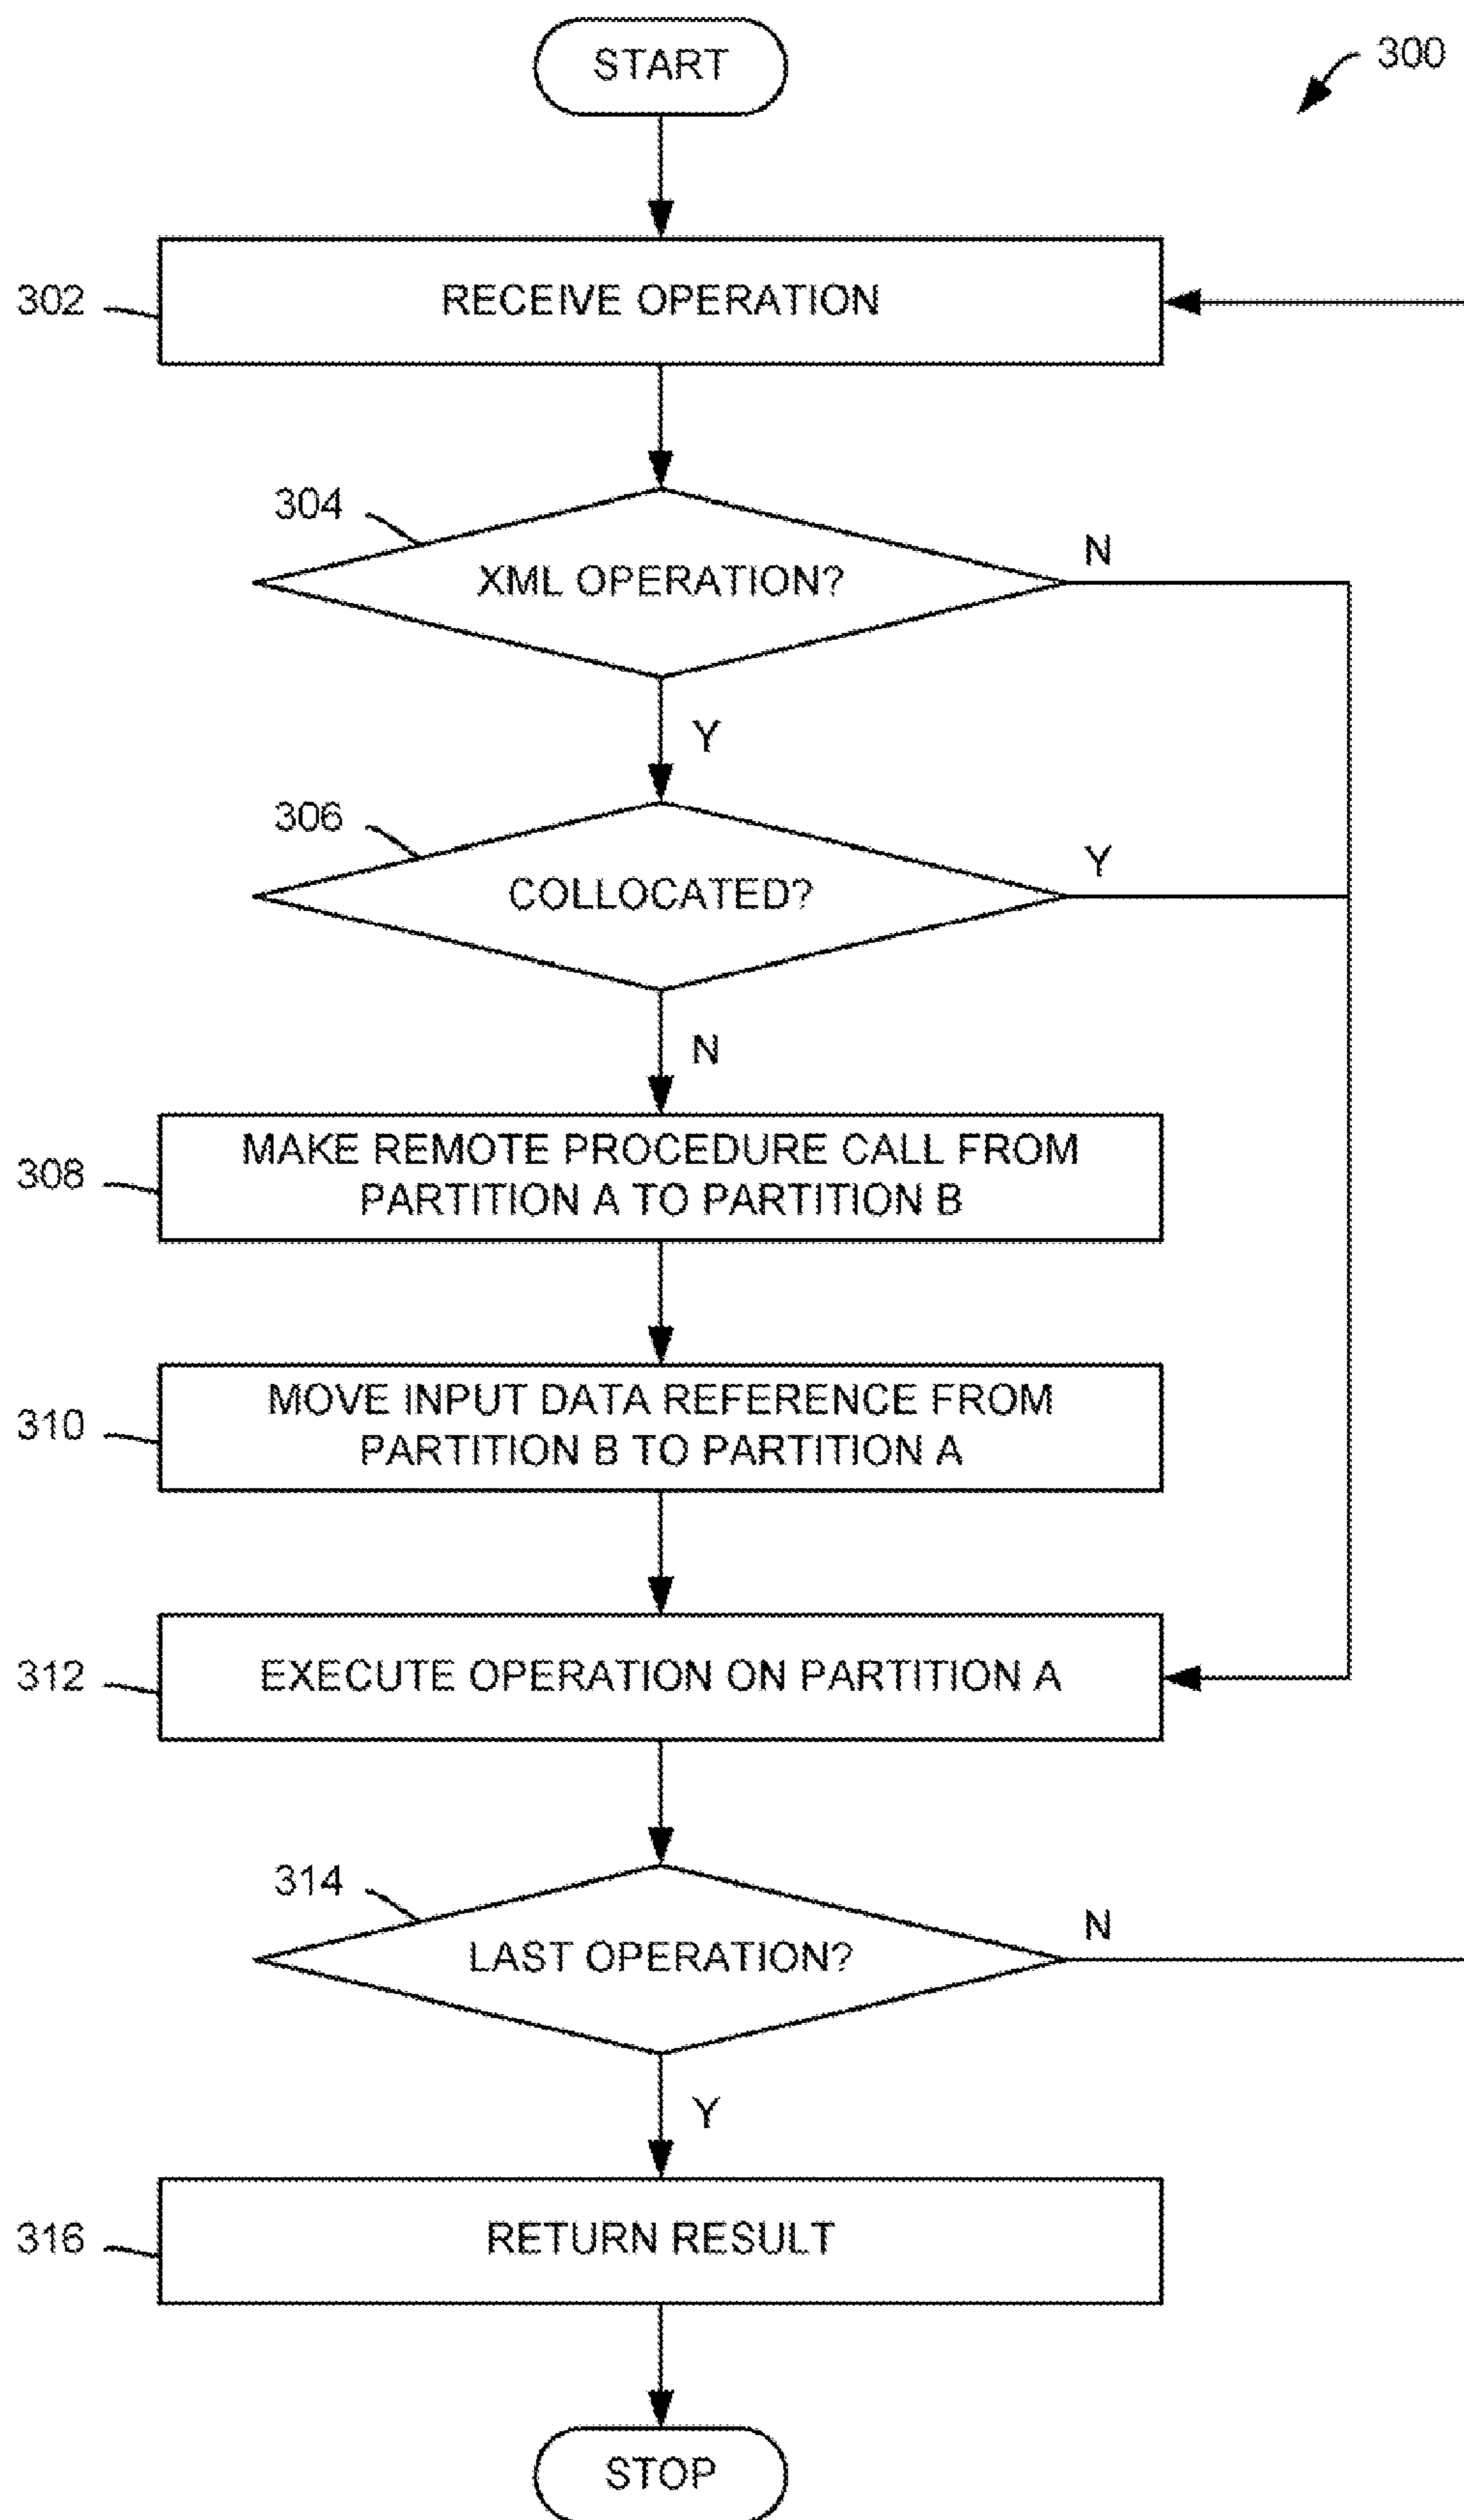 START
300
302
RECEIVE OPERATION
304
XML OPERATION?
N
Y
306
COLLOCATED?
Y
N
308
MAKE REMOTE PROCEDURE CALL FROM
PARTITION A TO PARTITION B
310
MOVE INPUT DATA REFERENCE FROM
PARTITION B TO PARTITION A
312
EXECUTE OPERATION ON PARTITION A
314
LAST OPERATION?
N
Y
316
RETURN RESULT
STOP